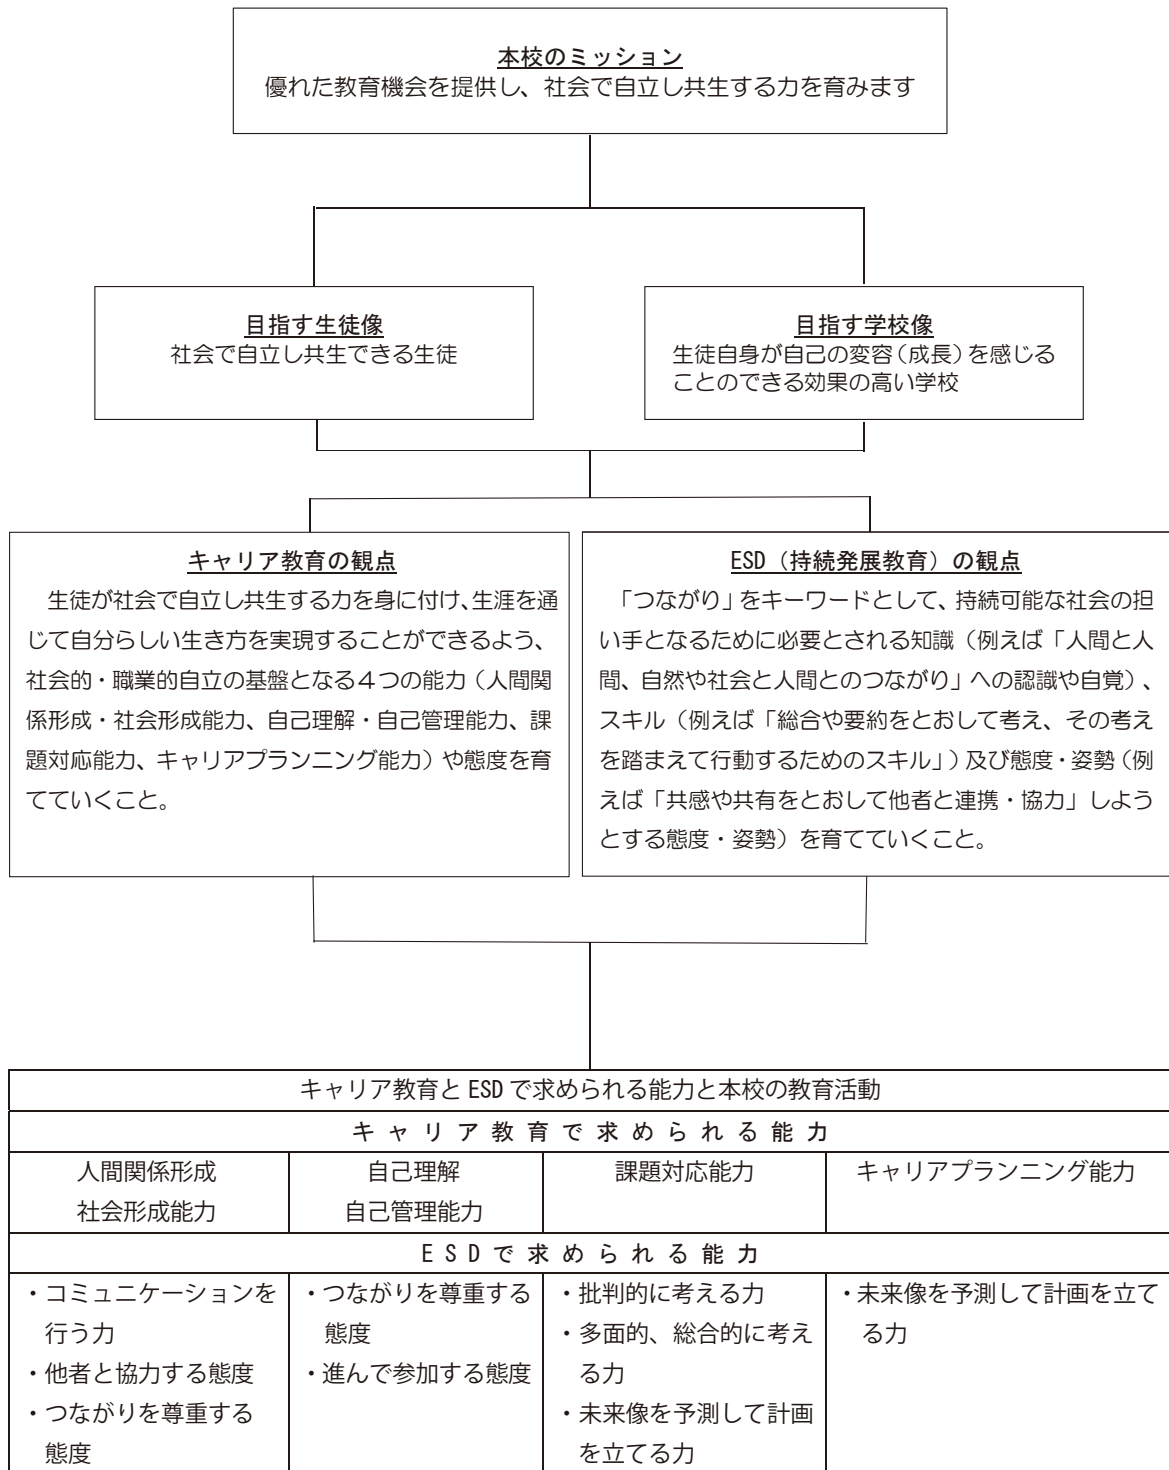 本校のミッション
優れた教育機会を提供し、社会で自立し共生する力を育みます
目指す生徒像
社会で自立し共生できる生徒
目指す学校像
生徒自身が自己の変容（成長）を感じる
ことのできる効果の高い学校
キャリア教育の観点
生徒が社会で自立し共生する力を身に付け、生涯を通
じて自分らしい生き方を実現することができるよう、
社会的・職業的自立の基盤となる４つの能力（人間関
係形成・社会形成能力、自己理解・自己管理能力、課
題対応能力、キャリアプランニング能力）や態度を育
てていくこと。
ESD（持続発展教育）の観点
「つながり」をキーワードとして、持続可能な社会の担
い手となるために必要とされる知識（例えば「人間と人
間、自然や社会と人間とのつながり」への認識や自覚）、
スキル（例えば「総合や要約をとおして考え、その考え
を踏まえて行動するためのスキル」）及び態度・姿勢（例
えば「共感や共有をとおして他者と連携・協力」しよう
とする態度・姿勢）を育てていくこと。
キャリア教育と ESD で求められる能力と本校の教育活動
キャリア教育で求められる能力
人間関係形成
社会形成能力
自己理解
自己管理能力
課題対応能力
キャリアプランニング能力
ESDで求められる能力
・コミュニケーションを
行う力
・他者と協力する態度
・つながりを尊重する
態度
・つながりを尊重する
態度
・進んで参加する態度
・批判的に考える力
・多面的、総合的に考え
る力
・未来像を予測して計画
を立てる力
・未来像を予測して計画を立て
る力